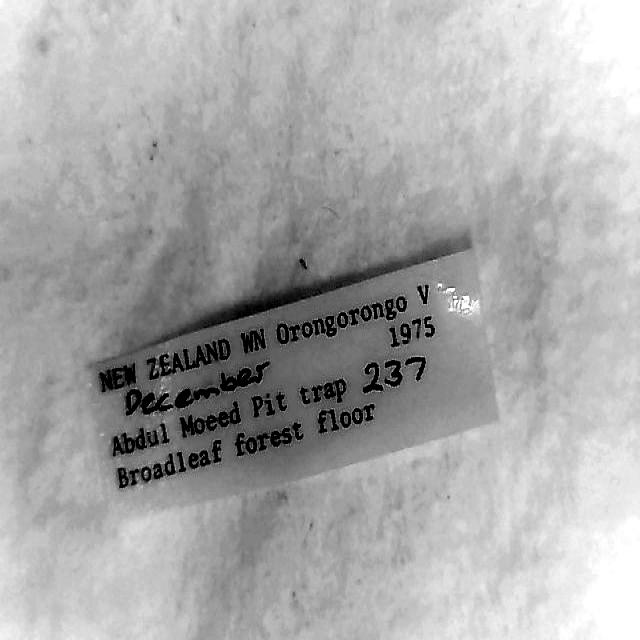 NEW ZEALAND WN Orongorongo V
December 1975
Abdul Moeed Pit trap 237
Broadleaf forest floor